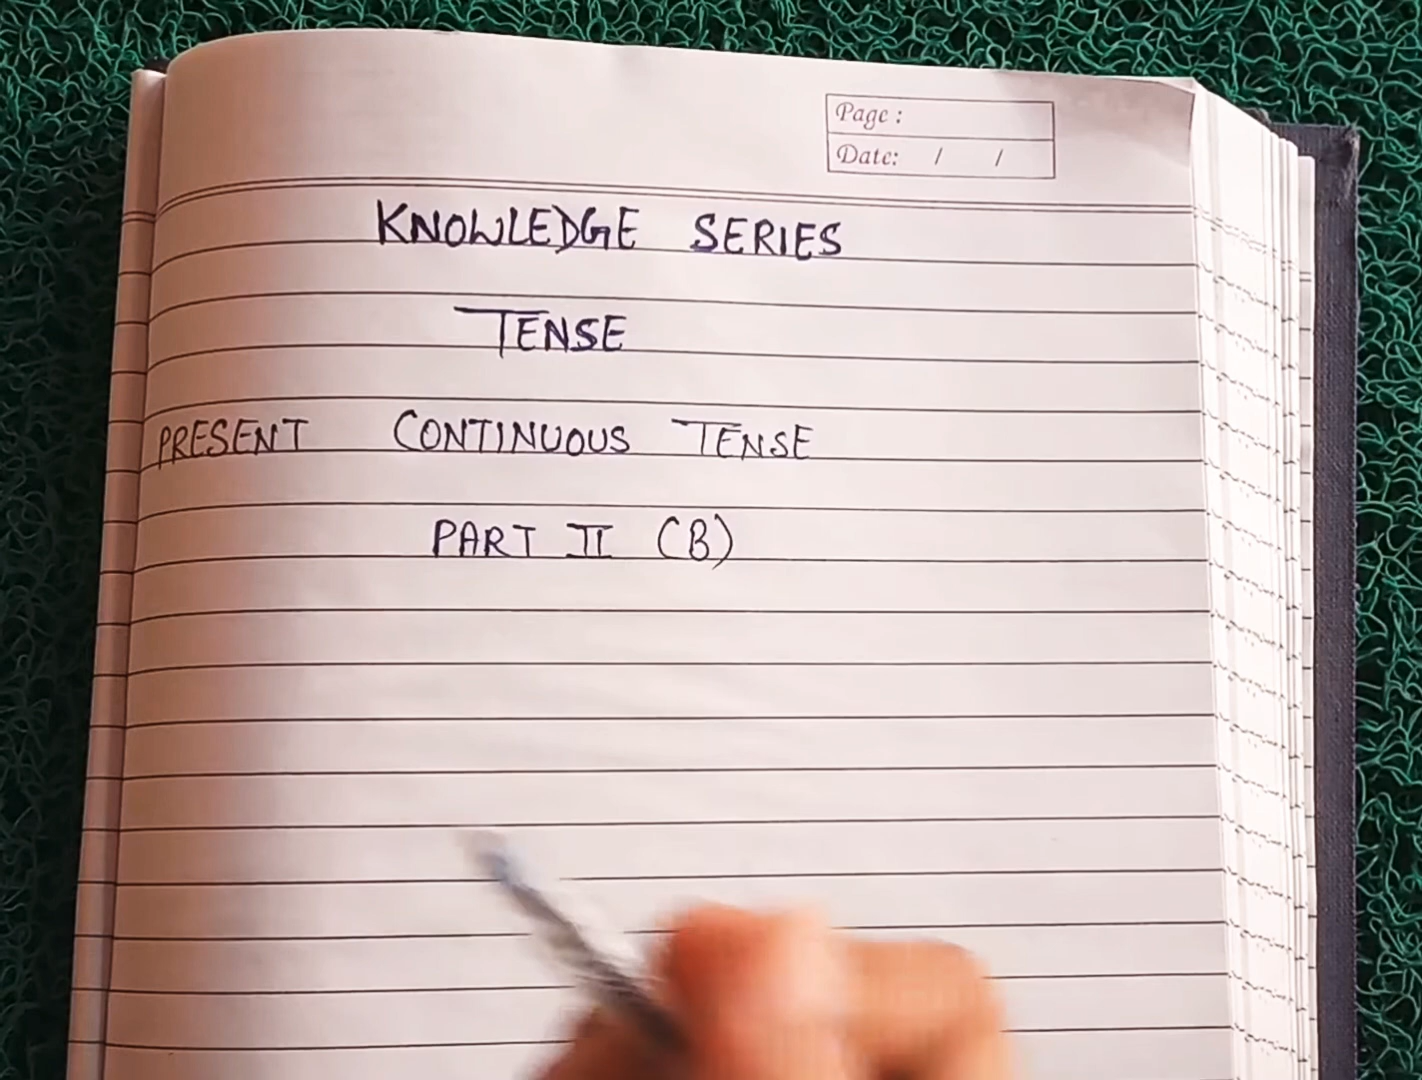 Page :
Date: / /
KNOWLEDGE SERIES
TENSE
PRESENT CONTINUOUS TENSE
PART II (B)